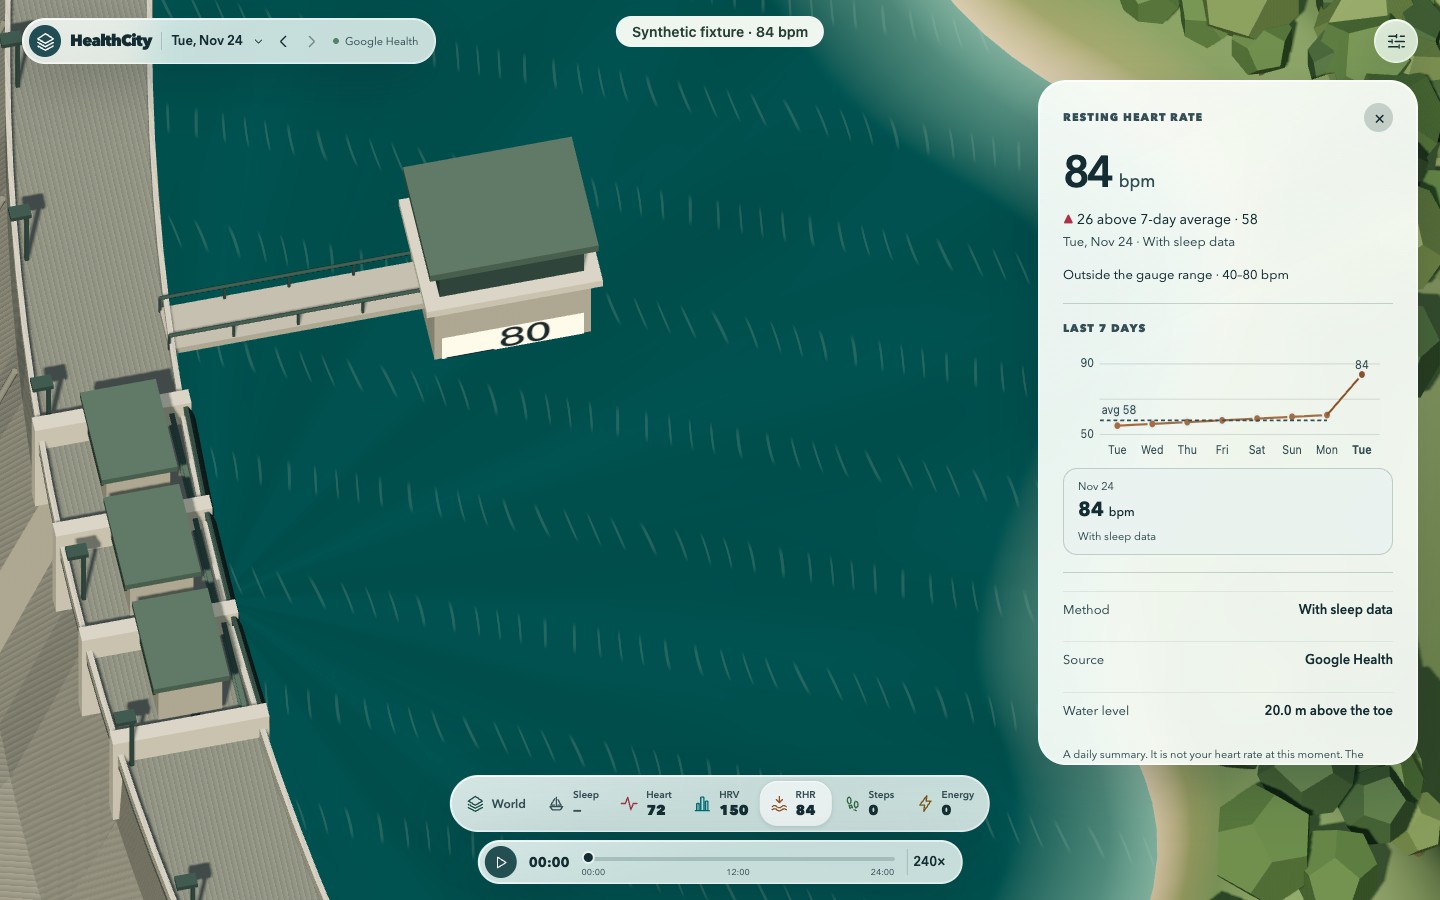 HealthCity
Tue, Nov 24
Google Health
Synthetic fixture · 84 bpm
80
RESTING HEART RATE
84 bpm
▲ 26 above 7-day average · 58
Tue, Nov 24 · With sleep data
Outside the gauge range · 40–80 bpm
LAST 7 DAYS
90
84
avg 58
50
Tue Wed Thu Fri Sat Sun Mon Tue
Nov 24
84 bpm
With sleep data
Method With sleep data
Source Google Health
Water level 20.0 m above the toe
A daily summary. It is not your heart rate at this moment. The
World
Sleep
–
Heart
72
HRV
150
RHR
84
Steps
0
Energy
0
00:00
00:00 12:00 24:00
240×